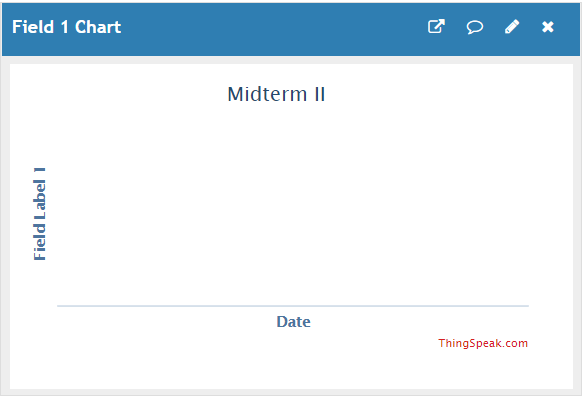 Field 1 Chart
Midterm II
Field Label 1
Date
ThingSpeak.com